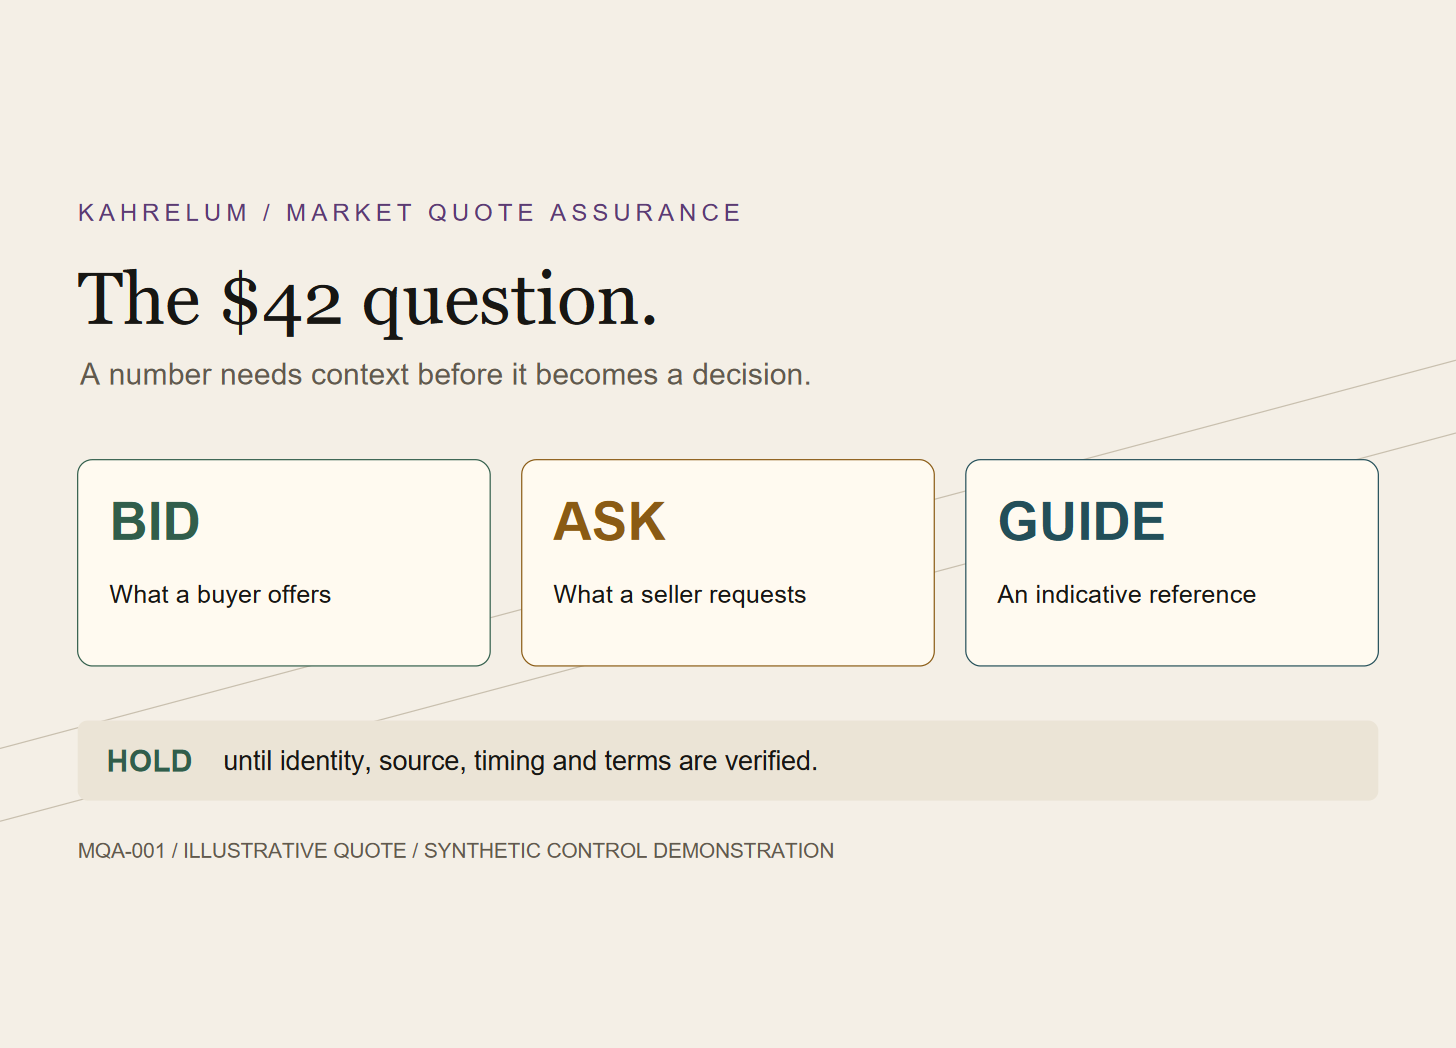 KAHRELUM / MARKET QUOTE ASSURANCE
The $42 question.
A number needs context before it becomes a decision.
BID
What a buyer offers
ASK
What a seller requests
GUIDE
An indicative reference
HOLD until identity, source, timing and terms are verified.
MQA-001 / ILLUSTRATIVE QUOTE / SYNTHETIC CONTROL DEMONSTRATION